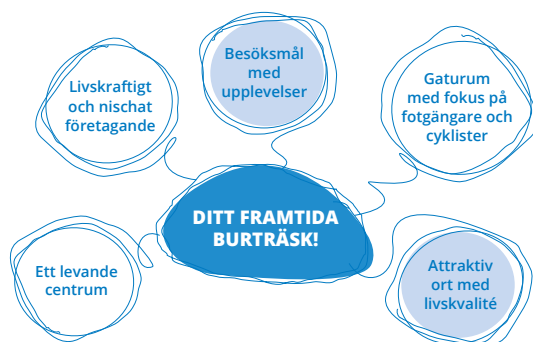 Besöksmål
med
upplevelser
Livskraftigt
och nischat
företagande
Gaturum
med fokus på
fotgängare och
cyklister
DITT FRAMTIDA
BURTRÄSK!
Ett levande
centrum
Attraktiv
ort med
livskvalité